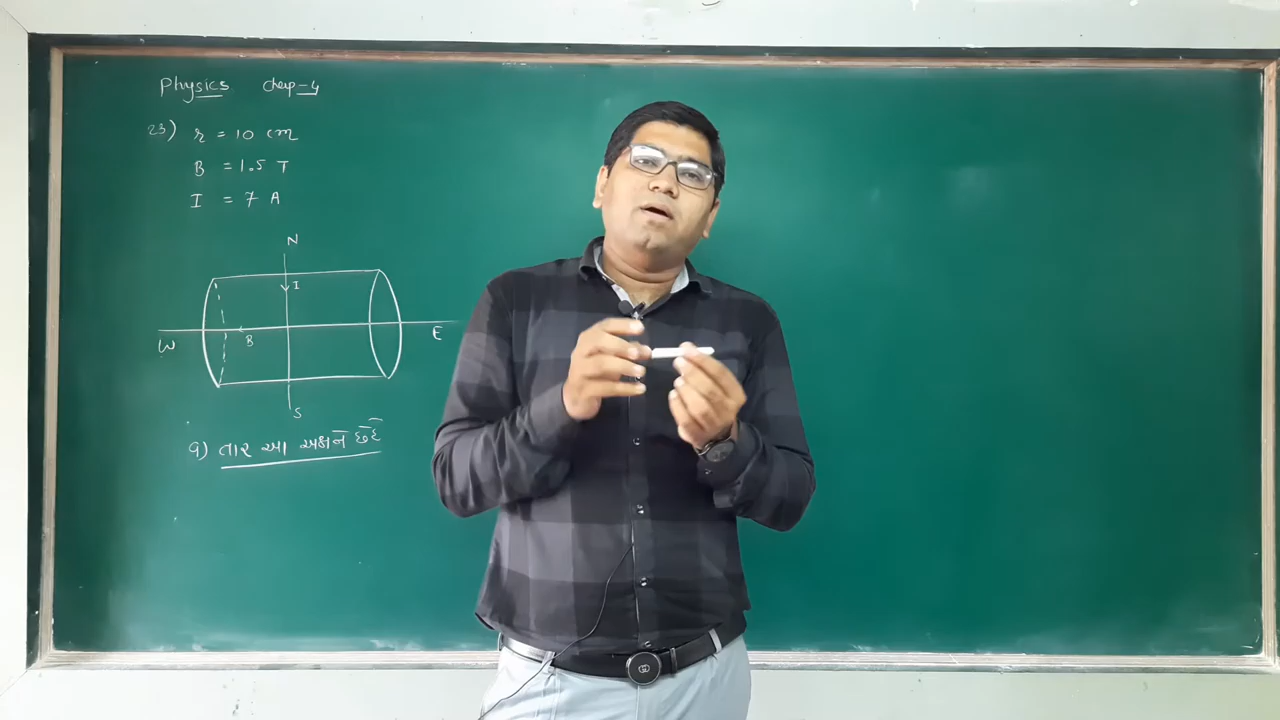 Physics Chap-4
23) r = 10 cm
B = 1.5 T
I = 7 A
N
I
W B E
S
a) તાર આ અક્ષને છેદે